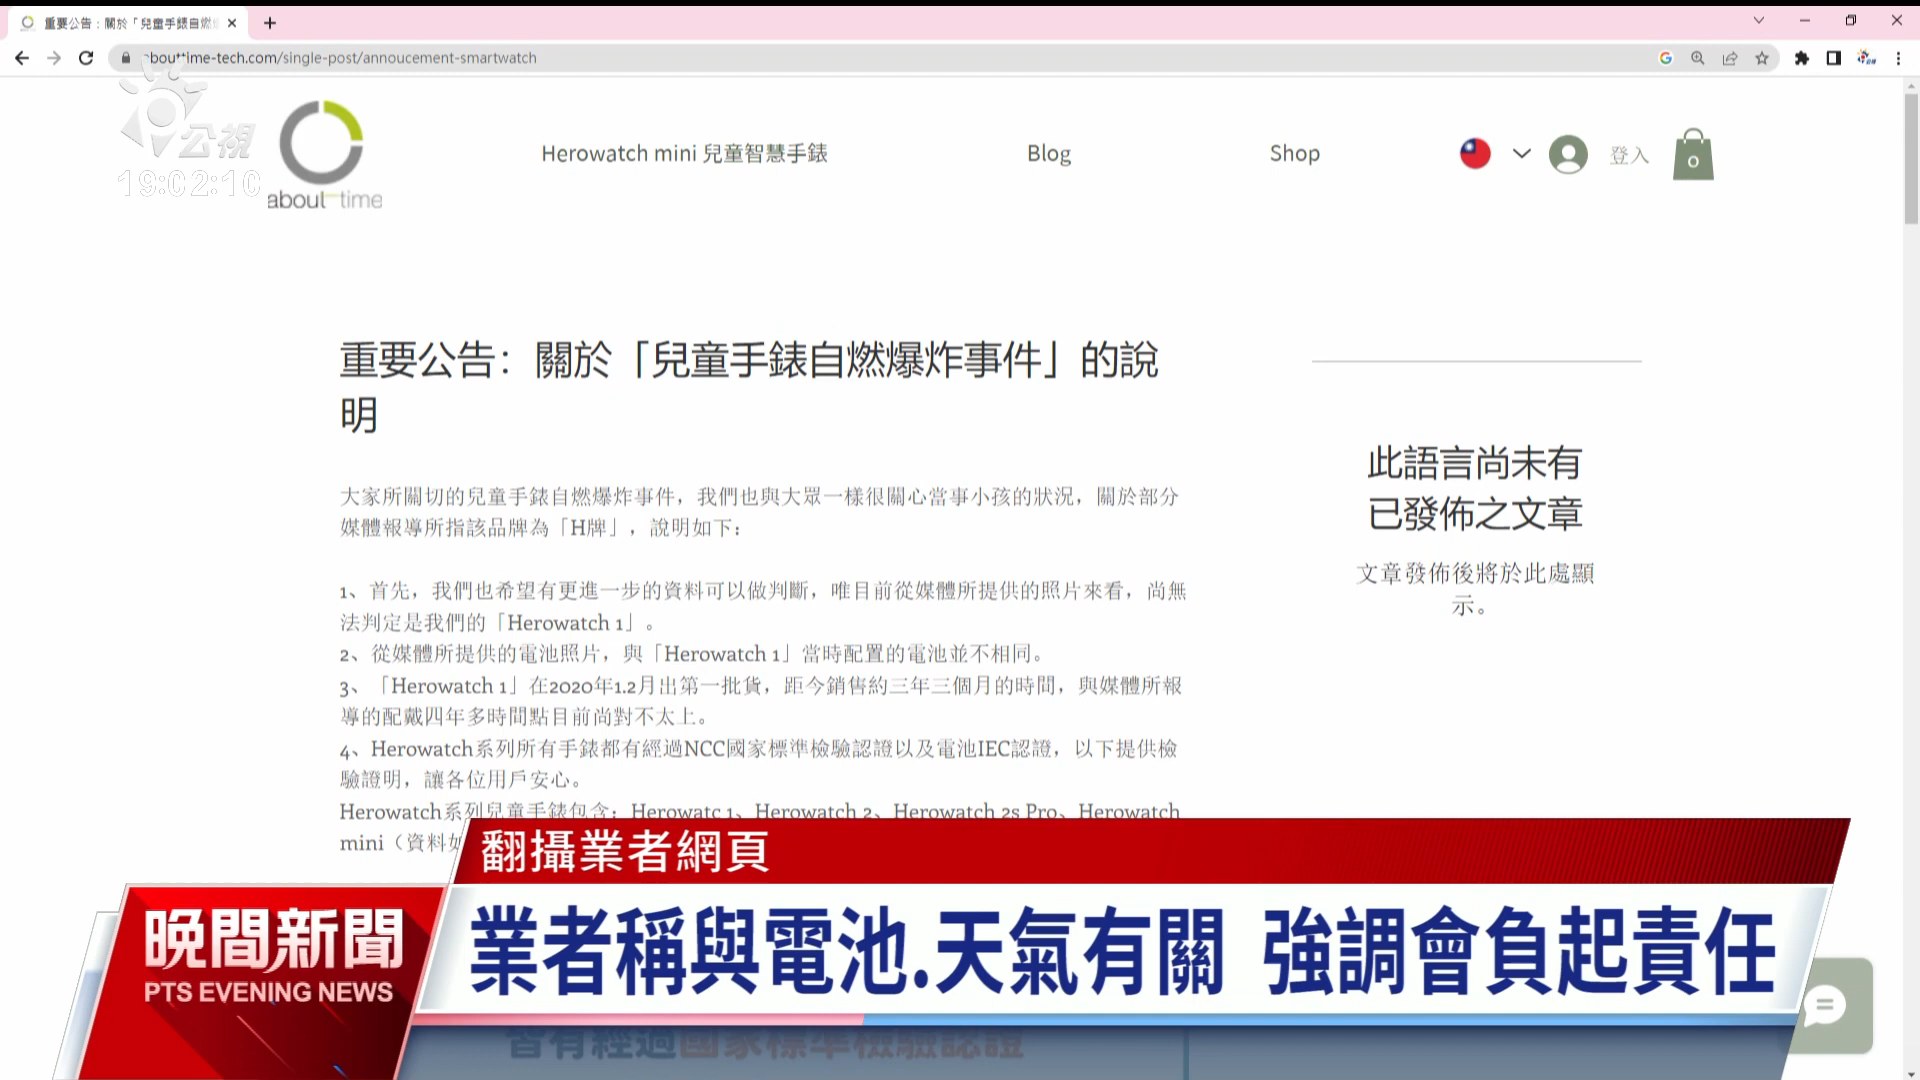 重要公告：關於「兒童手錶自燃
abouttime-tech.com/single-post/annoucement-smartwatch
公視
19:02:10
about time
Herowatch mini 兒童智慧手錶
Blog
Shop
登入
0
重要公告：關於「兒童手錶自燃爆炸事件」的說
明
大家所關切的兒童手錶自燃爆炸事件，我們也與大眾一樣很關心當事小孩的狀況，關於部分
媒體報導所指該品牌為「H牌」，說明如下：
1、首先，我們也希望有更進一步的資料可以做判斷，唯目前從媒體所提供的照片來看，尚無
法判定是我們的「Herowatch 1」。
2、從媒體所提供的電池照片，與「Herowatch 1」當時配置的電池並不相同。
3、「Herowatch 1」在2020年1.2月出第一批貨，距今銷售約三年三個月的時間，與媒體所報
導的配戴四年多時間點目前尚對不太上。
4、Herowatch系列所有手錶都有經過NCC國家標準檢驗認證以及電池IEC認證，以下提供檢
驗證明，讓各位用戶安心。
Herowatch系列兒童手錶包含：Herowatc 1、Herowatch 2、Herowatch 2s Pro、Herowatch
mini（資料如
此語言尚未有
已發佈之文章
文章發佈後將於此處顯
示。
翻攝業者網頁
業者稱與電池.天氣有關 強調會負起責任
晚間新聞
PTS EVENING NEWS
皆有經過國家標準檢驗認證